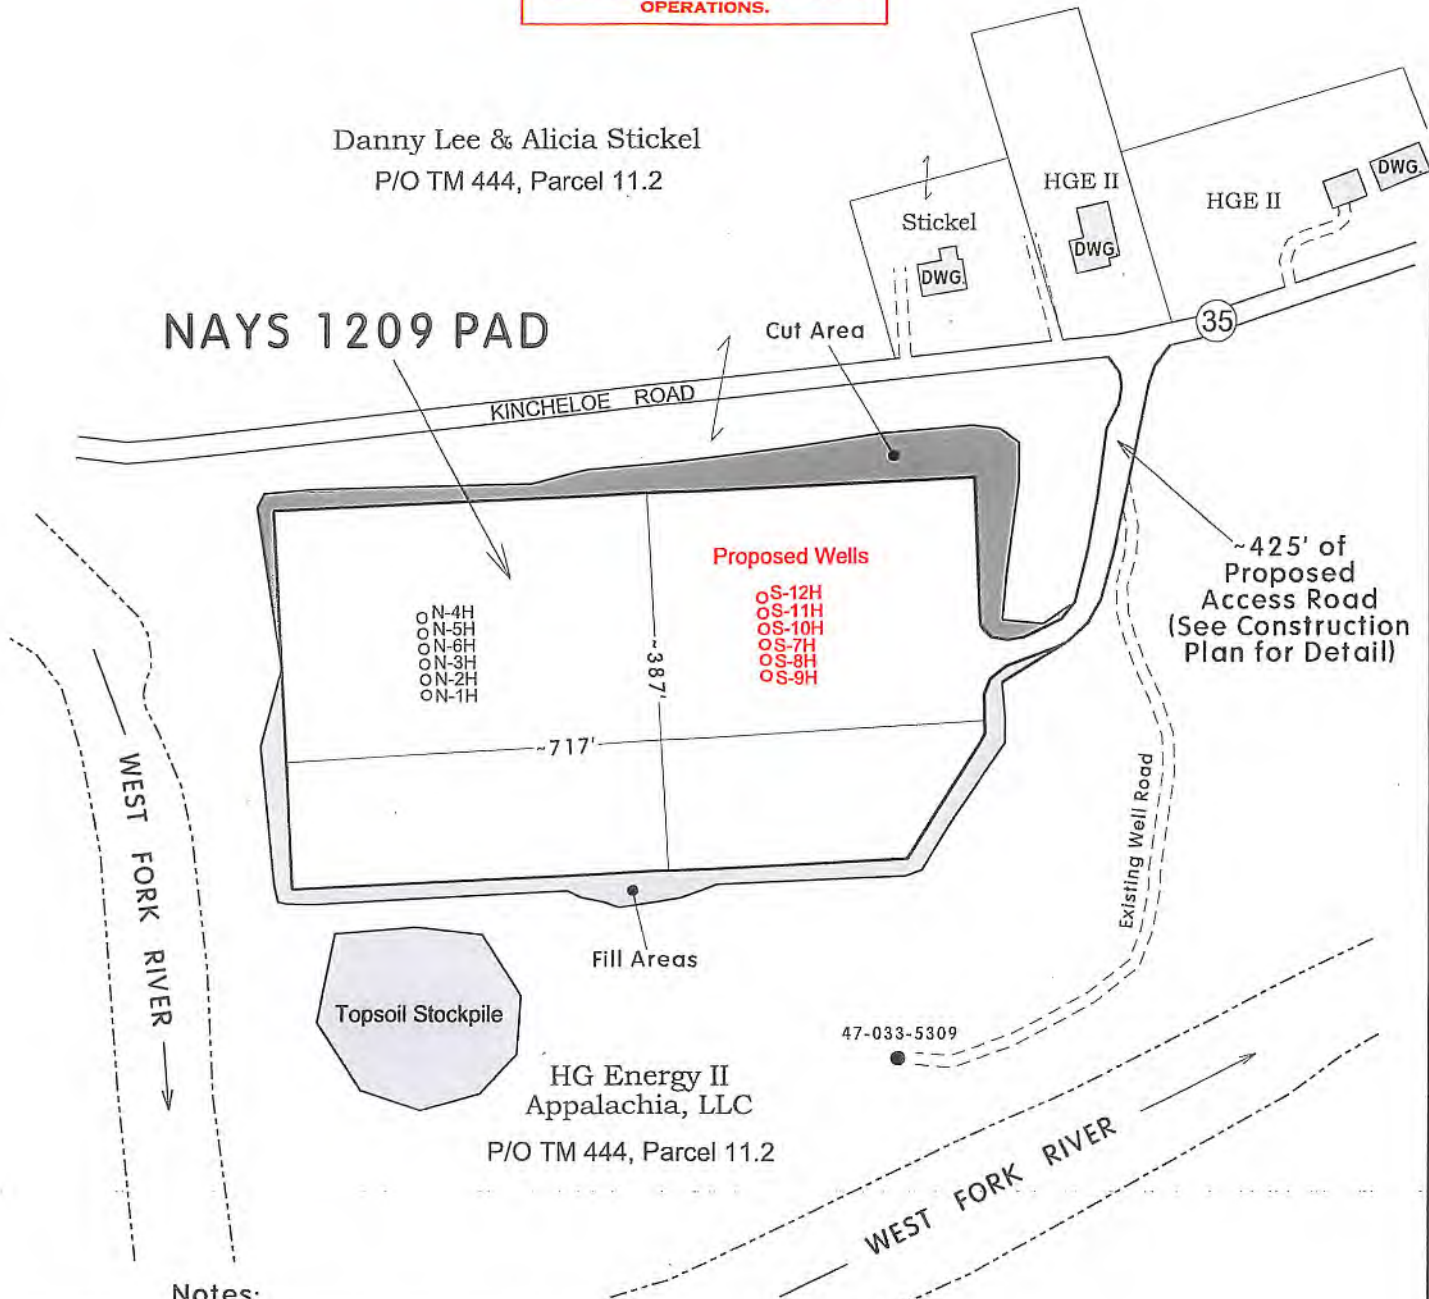 OPERATIONS.
Danny Lee & Alicia Stickel
P/O TM 444, Parcel 11.2
HGE II
HGE II
DWG.
Stickel
DWG.
DWG
NAYS 1209 PAD
Cut Area
35
KINCHELOE ROAD
~425' of
Proposed
Access Road
(See Construction
Plan for Detail)
Proposed Wells
S-12H
S-11H
S-10H
S-7H
S-8H
S-9H
N-4H
N-5H
N-6H
N-3H
N-2H
N-1H
~387'
~717'
WEST FORK RIVER
Existing Well Road
Fill Areas
Topsoil Stockpile
47-033-5309
HG Energy II
Appalachia, LLC
P/O TM 444, Parcel 11.2
WEST FORK RIVER
Notes: